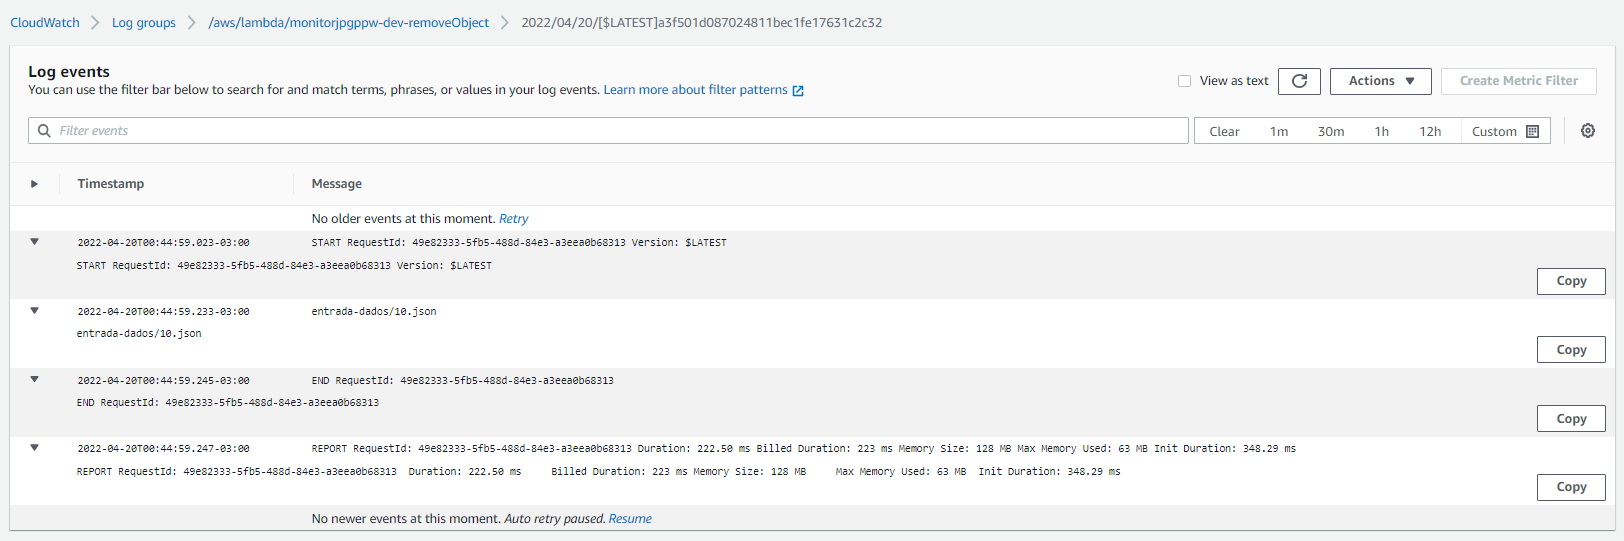 CloudWatch > Log groups > /aws/lambda/monitorjpgppw-dev-removeObject > 2022/04/20/[$LATEST]a3f501d087024811bec1fe17631c2c32
Log events
You can use the filter bar below to search for and match terms, phrases, or values in your log events. Learn more about filter patterns
View as text Actions Create Metric Filter
Filter events Clear 1m 30m 1h 12h Custom
Timestamp Message
No older events at this moment. Retry
2022-04-20T00:44:59.023-03:00 START RequestId: 49e82333-5fb5-488d-84e3-a3eea0b68313 Version: $LATEST
START RequestId: 49e82333-5fb5-488d-84e3-a3eea0b68313 Version: $LATEST
Copy
2022-04-20T00:44:59.233-03:00 entrada-dados/10.json
entrada-dados/10.json
Copy
2022-04-20T00:44:59.245-03:00 END RequestId: 49e82333-5fb5-488d-84e3-a3eea0b68313
END RequestId: 49e82333-5fb5-488d-84e3-a3eea0b68313
Copy
2022-04-20T00:44:59.247-03:00 REPORT RequestId: 49e82333-5fb5-488d-84e3-a3eea0b68313 Duration: 222.50 ms Billed Duration: 223 ms Memory Size: 128 MB Max Memory Used: 63 MB Init Duration: 348.29 ms
REPORT RequestId: 49e82333-5fb5-488d-84e3-a3eea0b68313 Duration: 222.50 ms Billed Duration: 223 ms Memory Size: 128 MB Max Memory Used: 63 MB Init Duration: 348.29 ms
Copy
No newer events at this moment. Auto retry paused. Resume